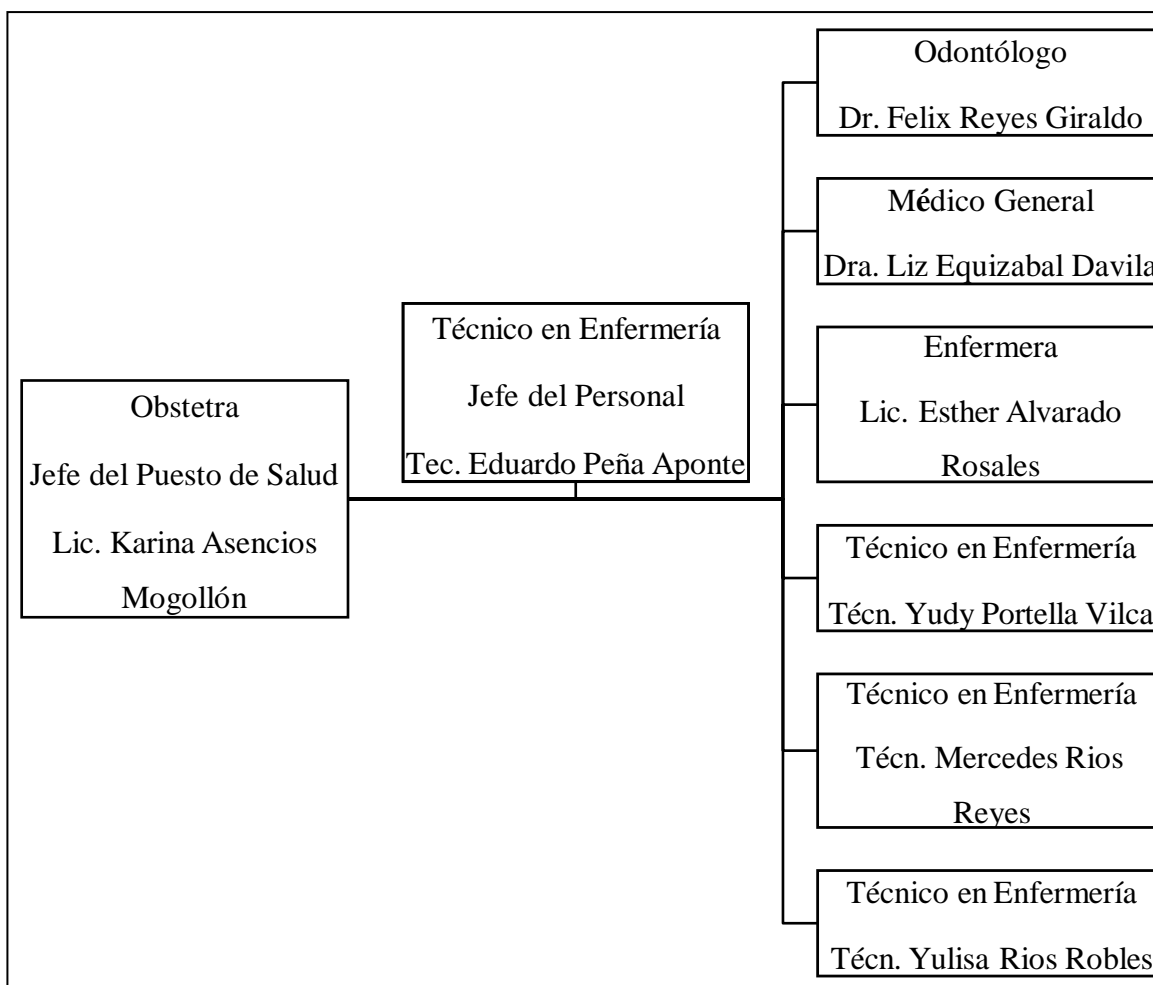 Obstetra
Jefe del Puesto de Salud
Lic. Karina Asencios
Mogollón
Técnico en Enfermería
Jefe del Personal
Tec. Eduardo Peña Aponte
Odontólogo
Dr. Felix Reyes Giraldo
Médico General
Dra. Liz Equizabal Davila
Enfermera
Lic. Esther Alvarado
Rosales
Técnico en Enfermería
Técn. Yudy Portella Vilca
Técnico en Enfermería
Técn. Mercedes Rios
Reyes
Técnico en Enfermería
Técn. Yulisa Rios Robles